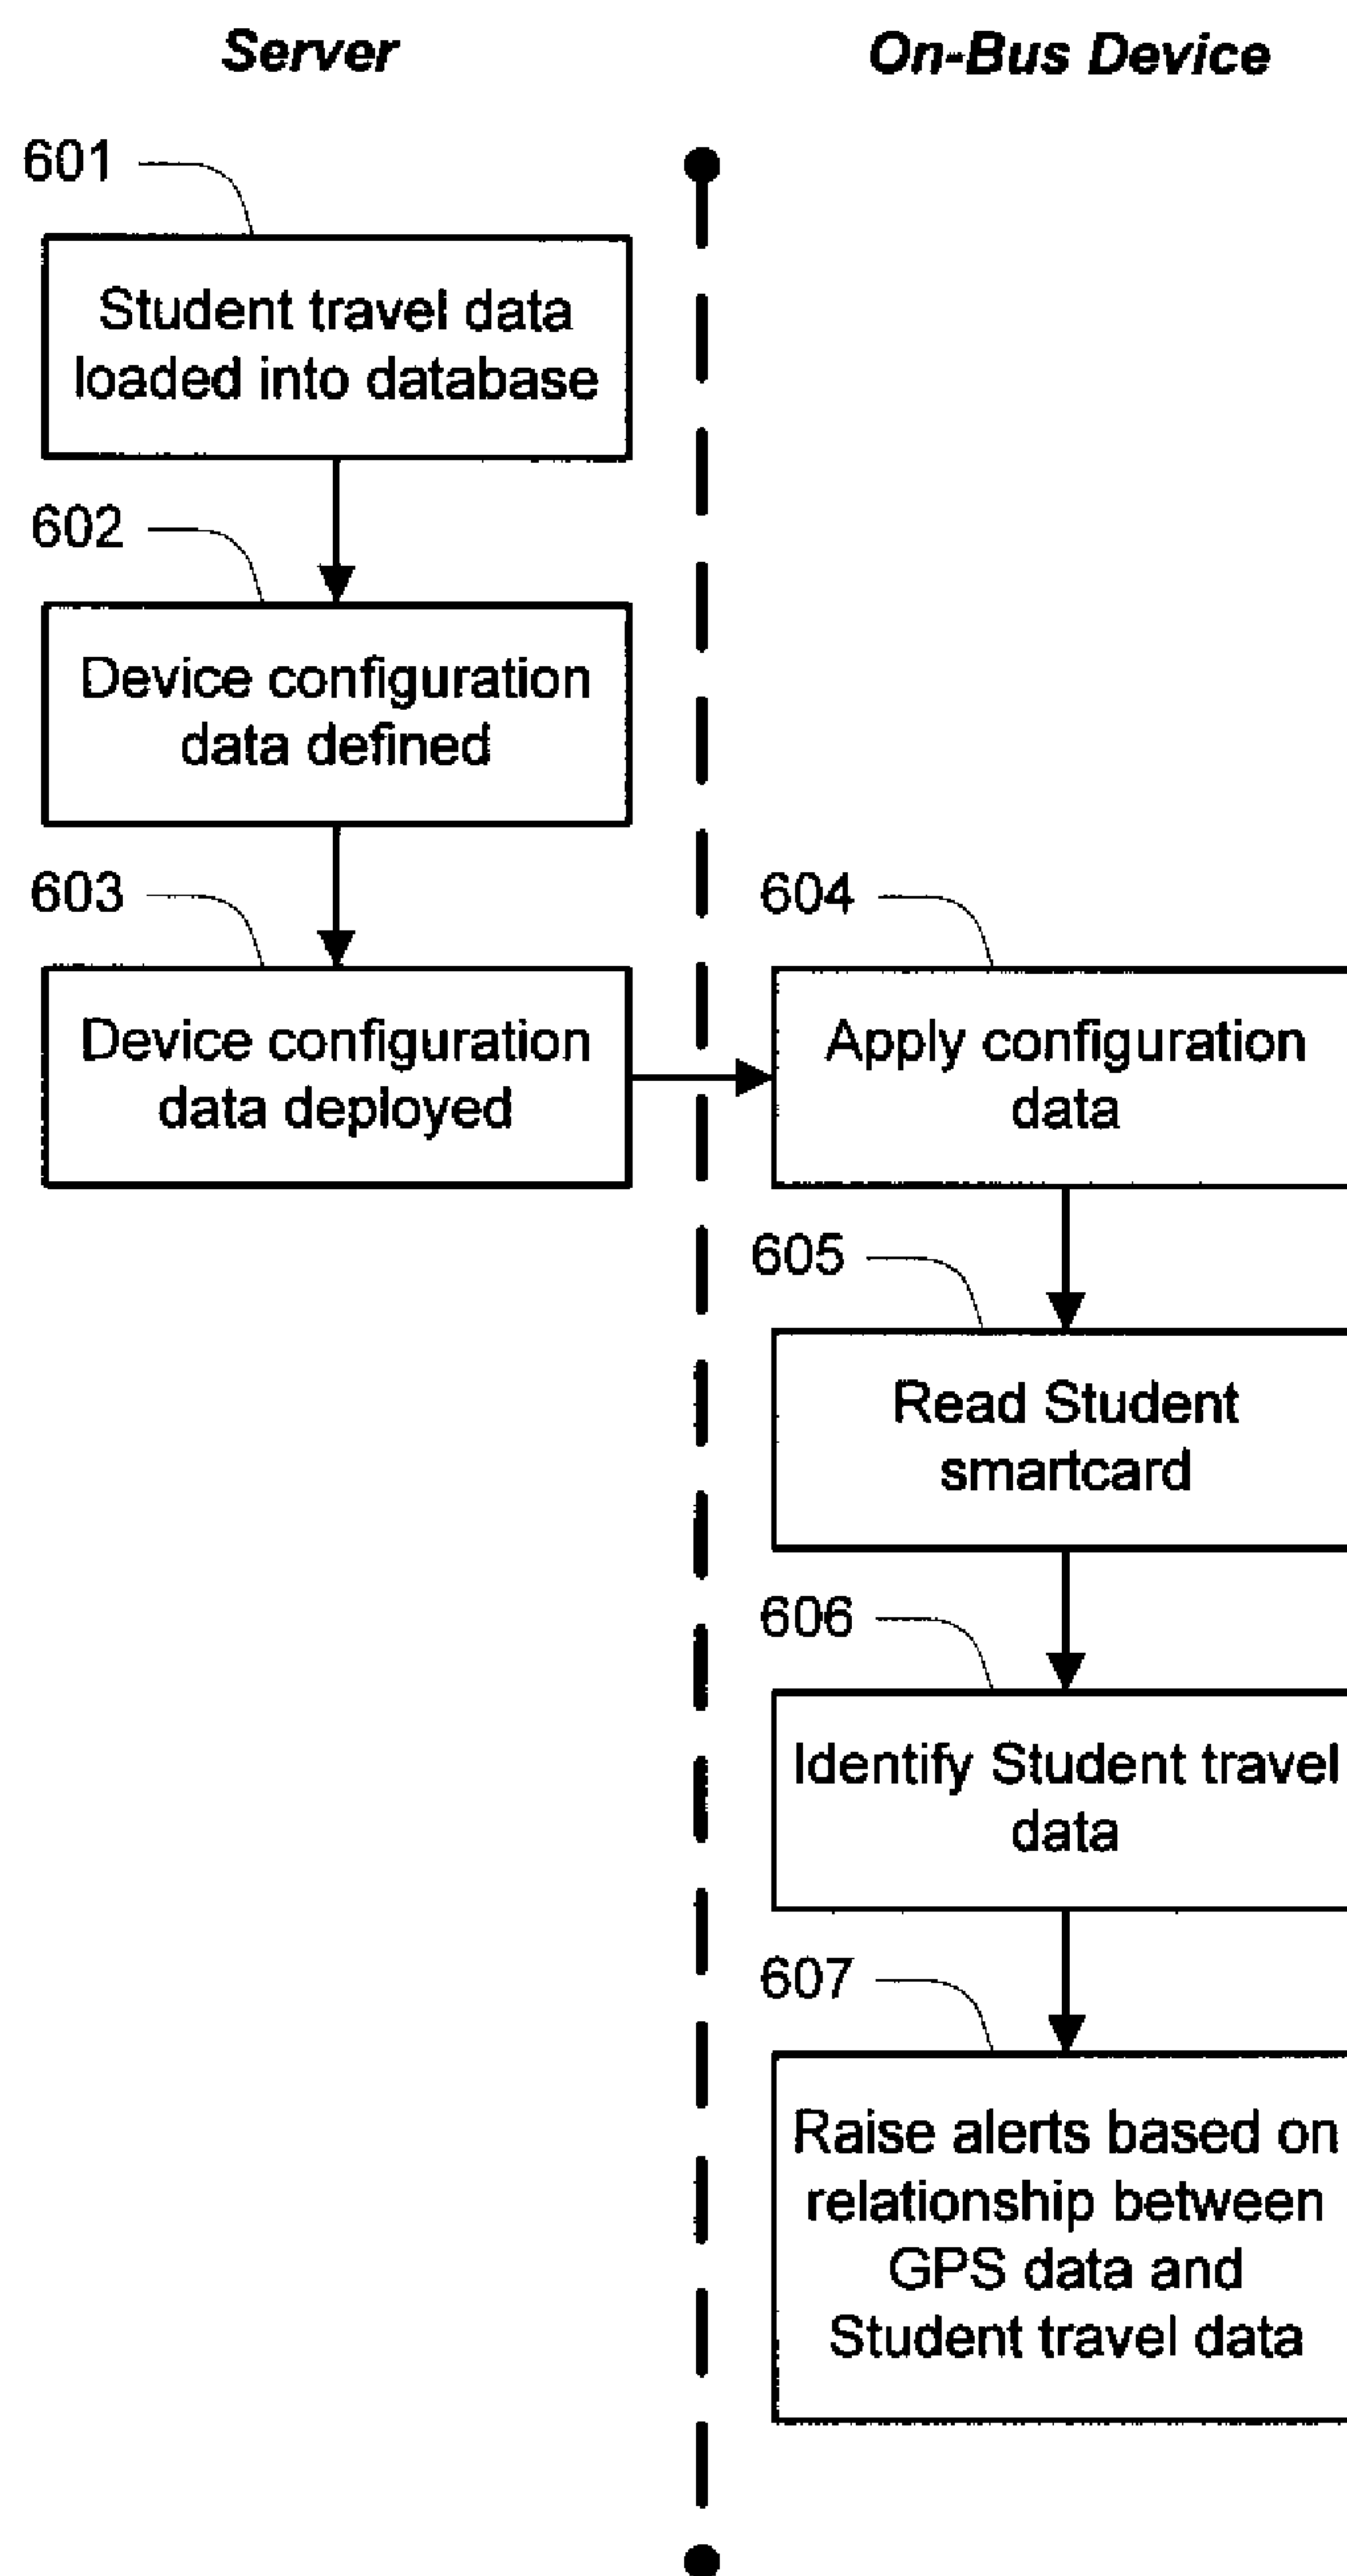 Server
On-Bus Device
601
Student travel data
loaded into database
602
Device configuration
data defined
603
Device configuration
data deployed
604
Apply configuration
data
605
Read Student
smartcard
606
Identify Student travel
data
607
Raise alerts based on
relationship between
GPS data and
Student travel data